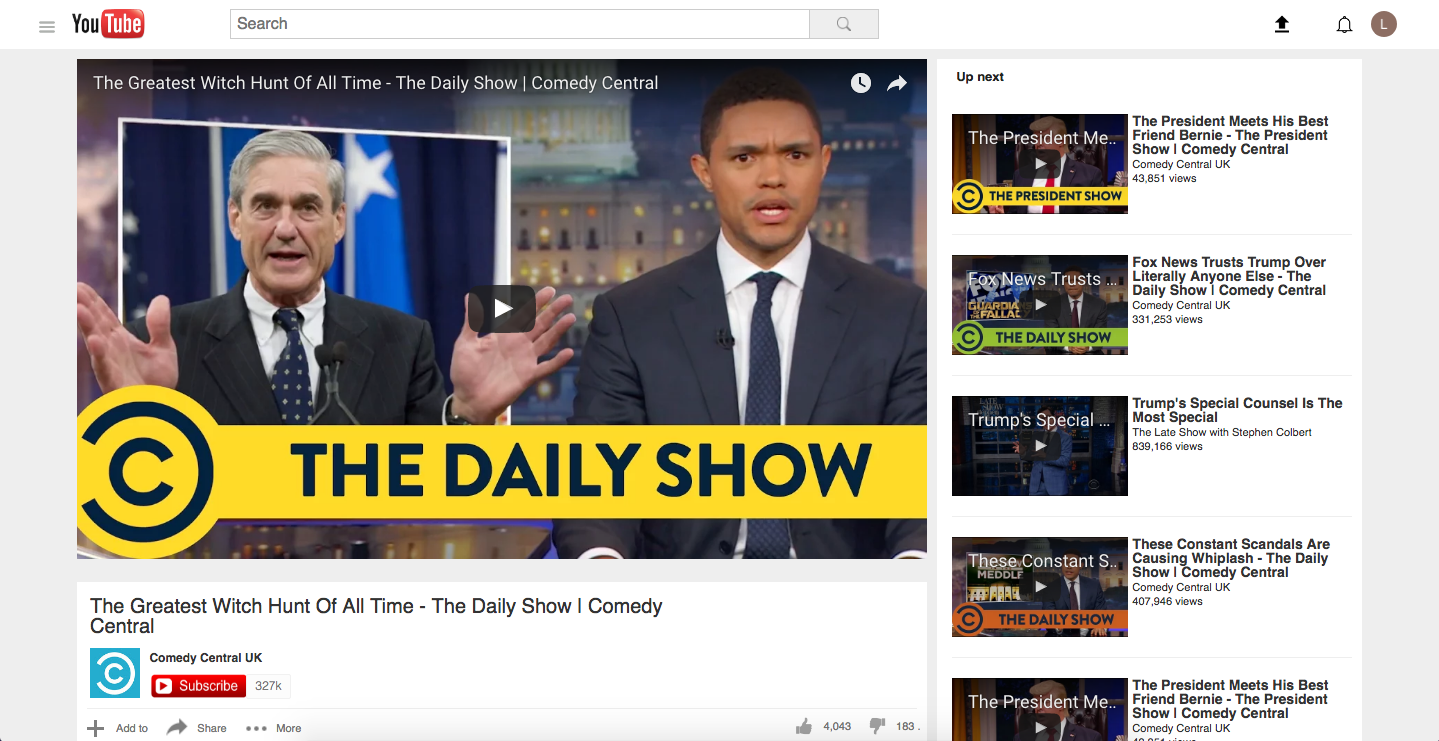 YouTube
Search
L
The Greatest Witch Hunt Of All Time - The Daily Show | Comedy Central
THE DAILY SHOW
The Greatest Witch Hunt Of All Time - The Daily Show | Comedy
Central
Comedy Central UK
Subscribe 327k
Add to Share More 4,043 183 .
Up next
The President Me..
THE PRESIDENT SHOW
The President Meets His Best
Friend Bernie - The President
Show | Comedy Central
Comedy Central UK
43,851 views
Fox News Trusts ...
FOX
GUARDIANS
OF THE FALLAC
THE DAILY SHOW
Fox News Trusts Trump Over
Literally Anyone Else - The
Daily Show | Comedy Central
Comedy Central UK
331,253 views
LATE SHOW
Trump's Special ...
Trump's Special Counsel Is The
Most Special
The Late Show with Stephen Colbert
839,166 views
These Constant S..
MEDDLE
THE DAILY SHOW
These Constant Scandals Are
Causing Whiplash - The Daily
Show | Comedy Central
Comedy Central UK
407,946 views
The President Me..
The President Meets His Best
Friend Bernie - The President
Show | Comedy Central
Comedy Central UK